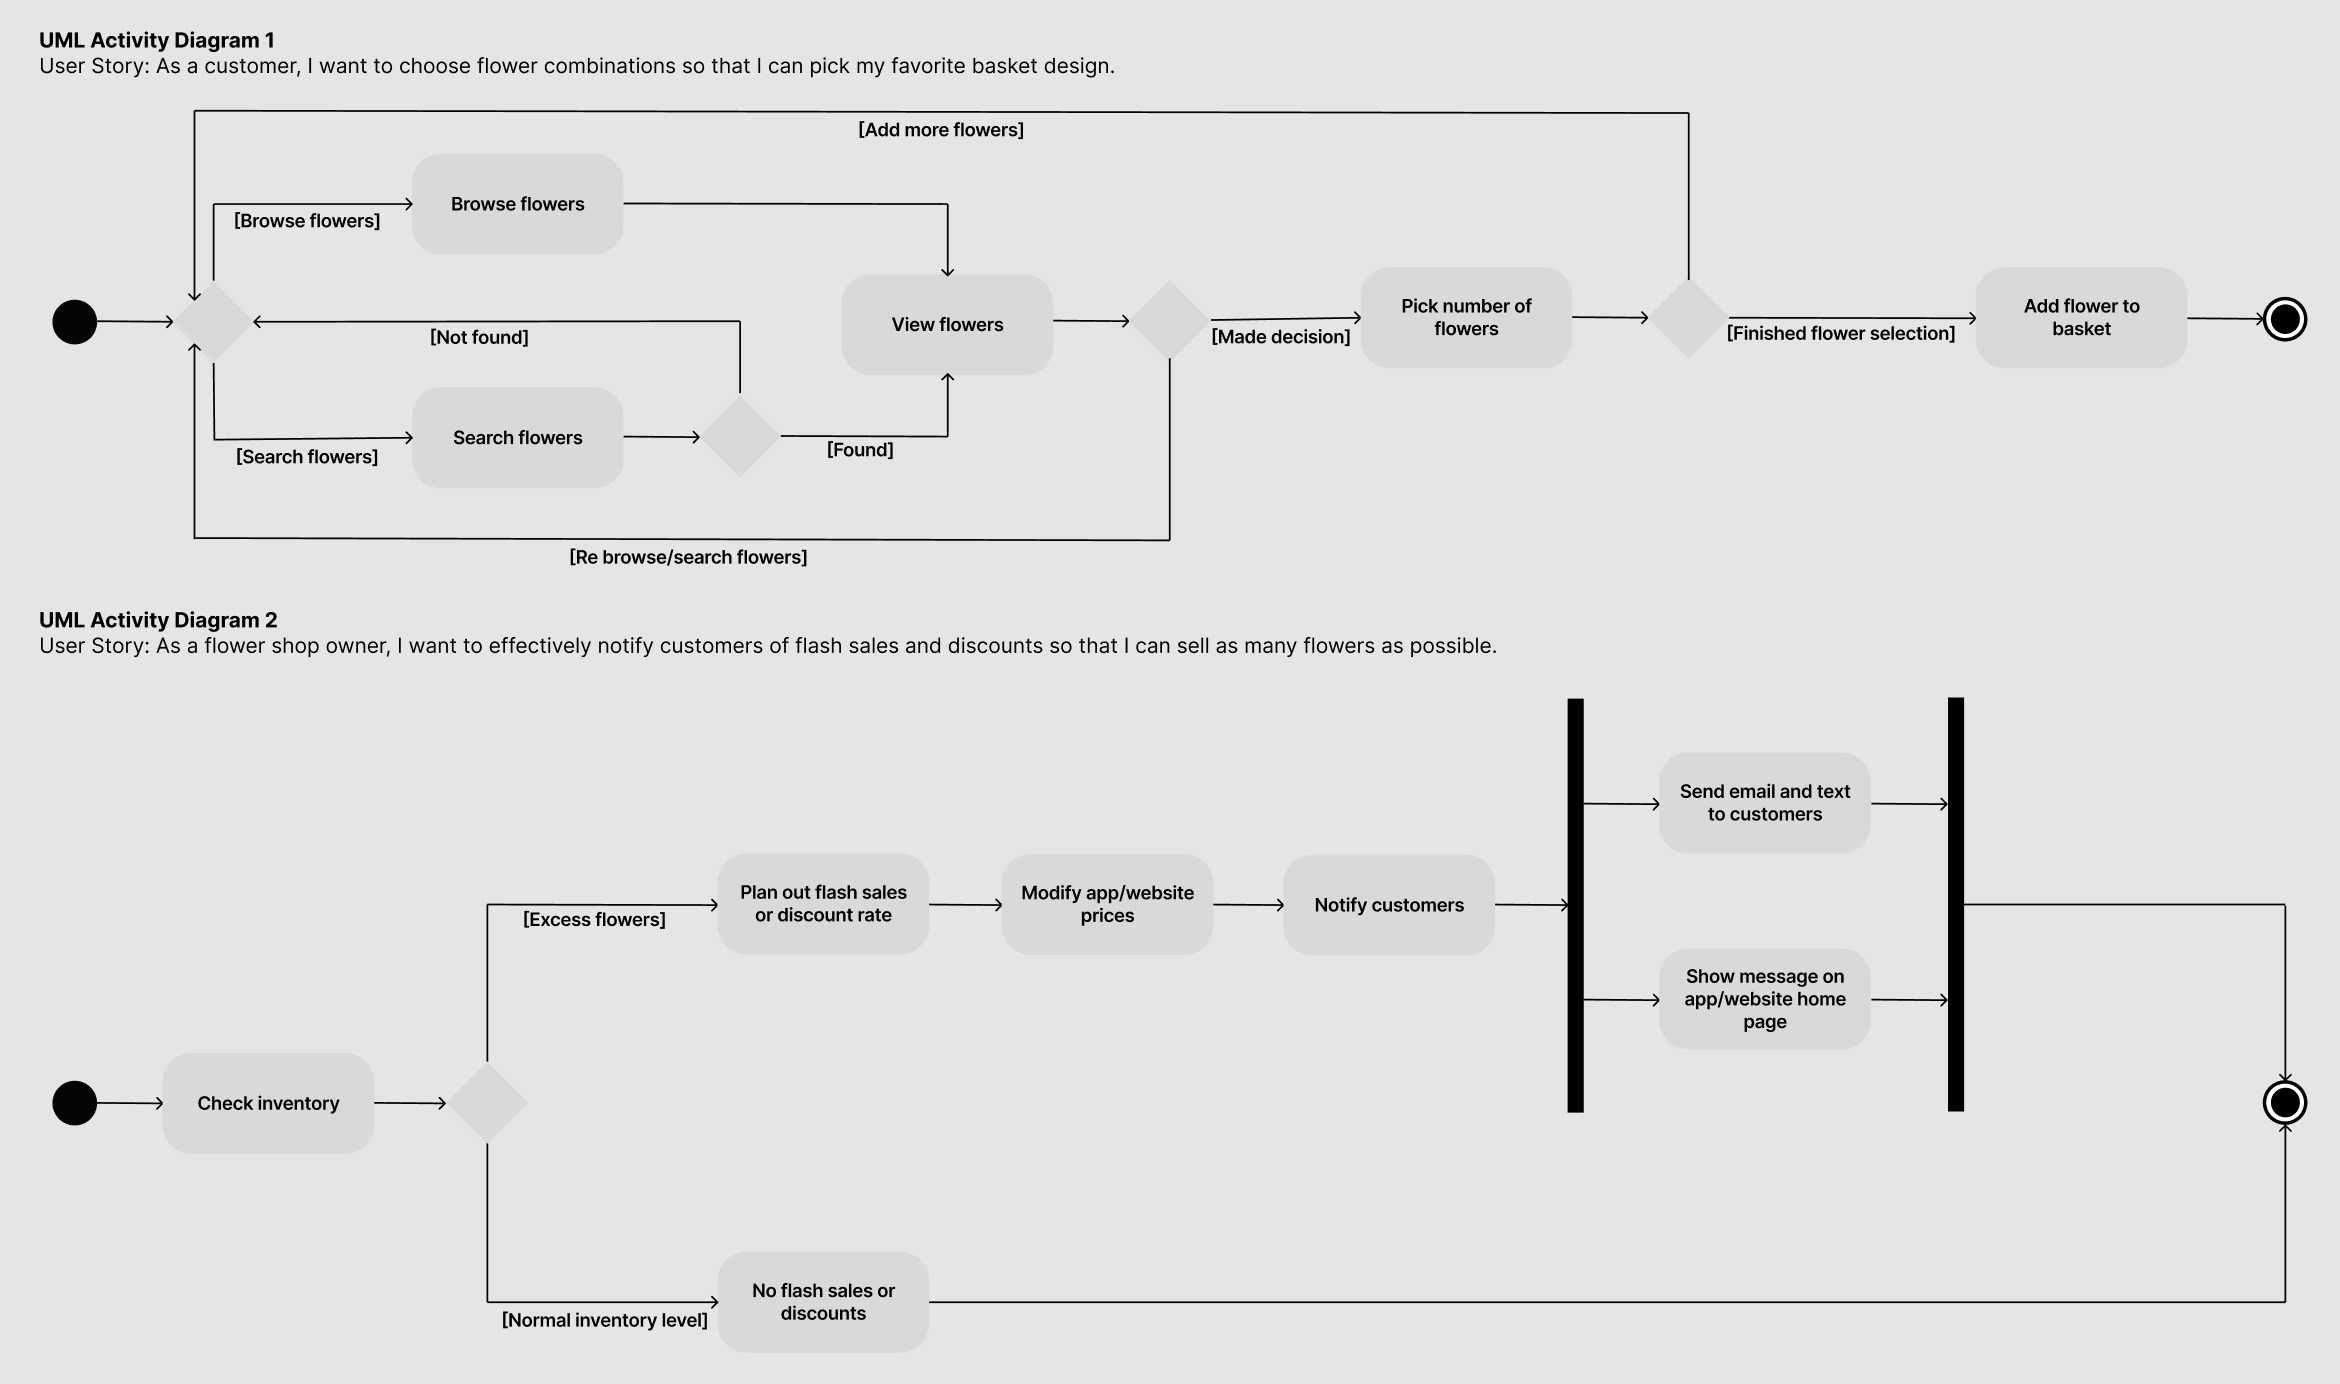 UML Activity Diagram 1
User Story: As a customer, I want to choose flower combinations so that I can pick my favorite basket design.
[Add more flowers]
Browse flowers
[Browse flowers]
[Not found]
View flowers
[Made decision]
Pick number of
flowers
[Finished flower selection]
Add flower to
basket
Search flowers
[Search flowers]
[Found]
[Re browse/search flowers]
UML Activity Diagram 2
User Story: As a flower shop owner, I want to effectively notify customers of flash sales and discounts so that I can sell as many flowers as possible.
Check inventory
[Excess flowers]
Plan out flash sales
or discount rate
Modify app/website
prices
Notify customers
Send email and text
to customers
Show message on
app/website home
page
[Normal inventory level]
No flash sales or
discounts